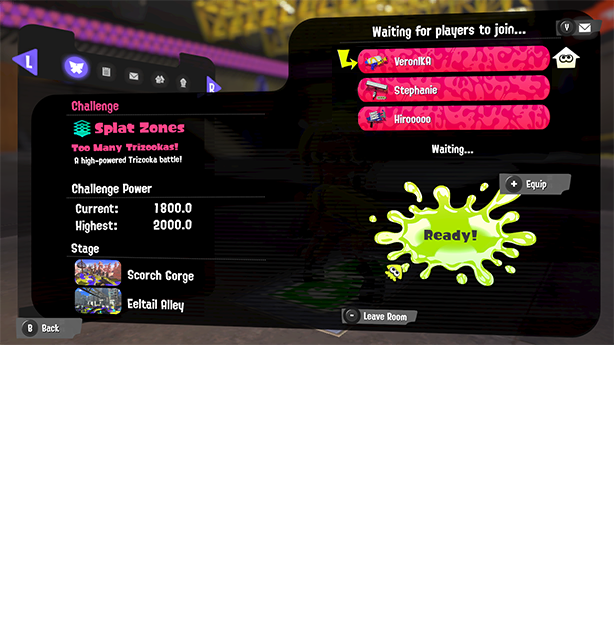 Waiting for players to join...
Y
L
R
VeronIKA
Stephanie
Hirooooo
Waiting...
Challenge
Splat Zones
Too Many Trizookas!
A high-powered Trizooka battle!
Challenge Power
Current: 1800.0
Highest: 2000.0
Stage
Scorch Gorge
Eeltail Alley
+ Equip
Ready!
- Leave Room
B Back